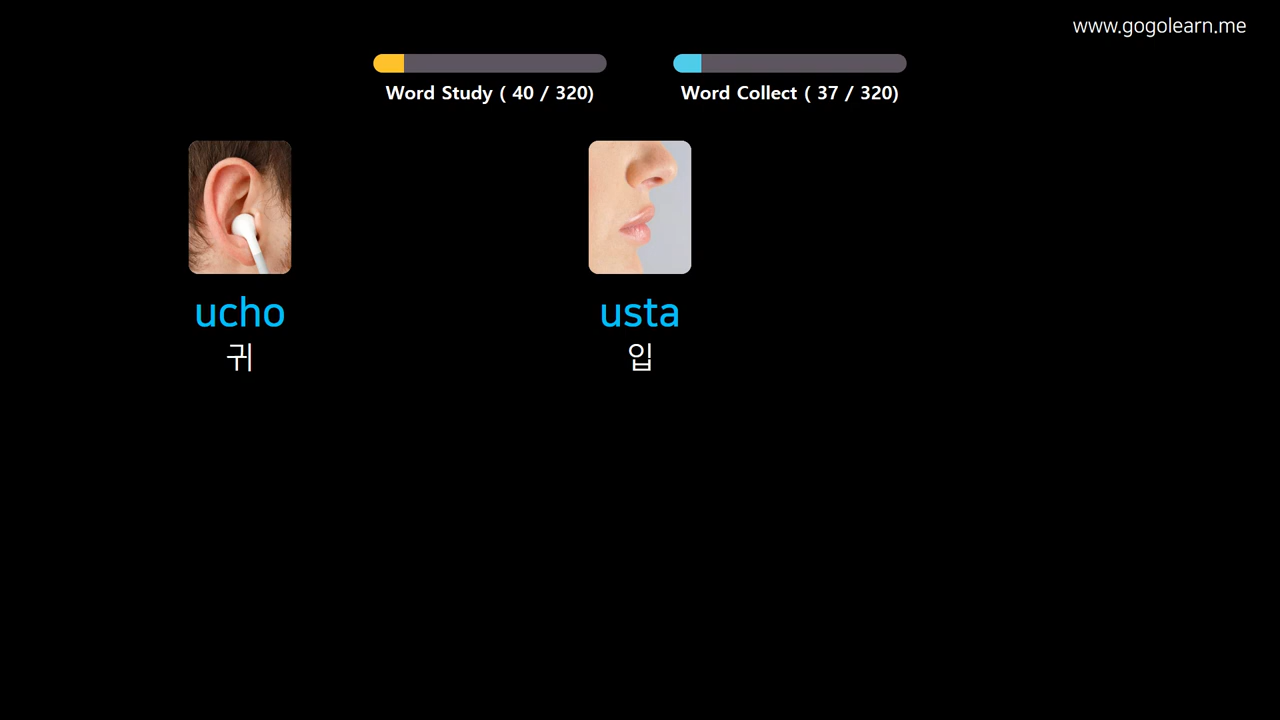 www.gogolearn.me
Word Study ( 40 / 320)
Word Collect ( 37 / 320)
ucho
귀
usta
입